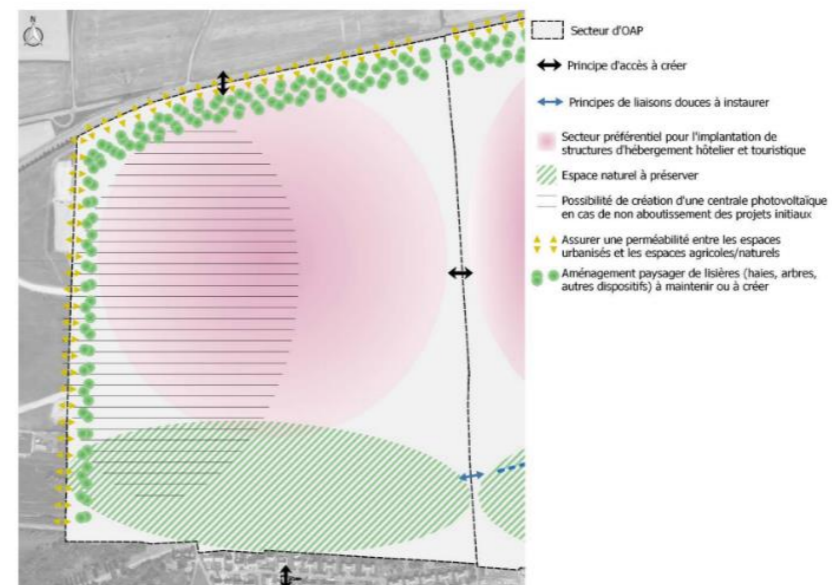 N
Secteur d'OAP
Principe d'accès à créer
Principes de liaisons douces à instaurer
Secteur préférentiel pour l'implantation de
structures d'hébergement hôtelier et touristique
Espace naturel à préserver
Possibilité de création d'une centrale photovoltaïque
en cas de non aboutissement des projets initiaux
Assurer une perméabilité entre les espaces
urbanisés et les espaces agricoles/naturels
Aménagement paysager de lisières (haies, arbres,
autres dispositifs) à maintenir ou à créer